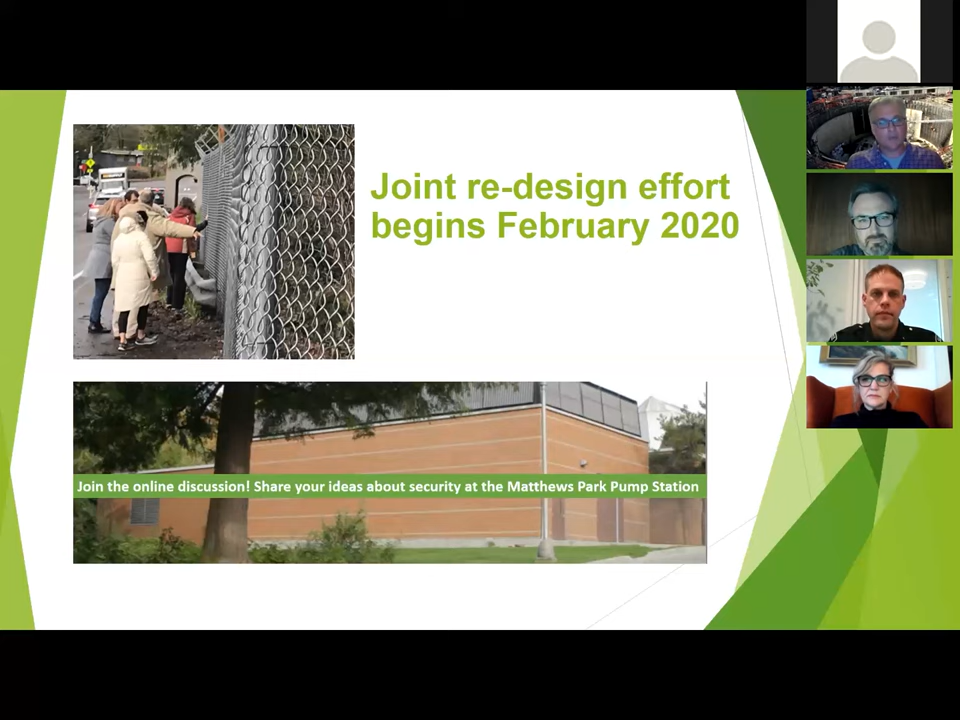 Joint re-design effort
begins February 2020
Join the online discussion! Share your ideas about security at the Matthews Park Pump Station